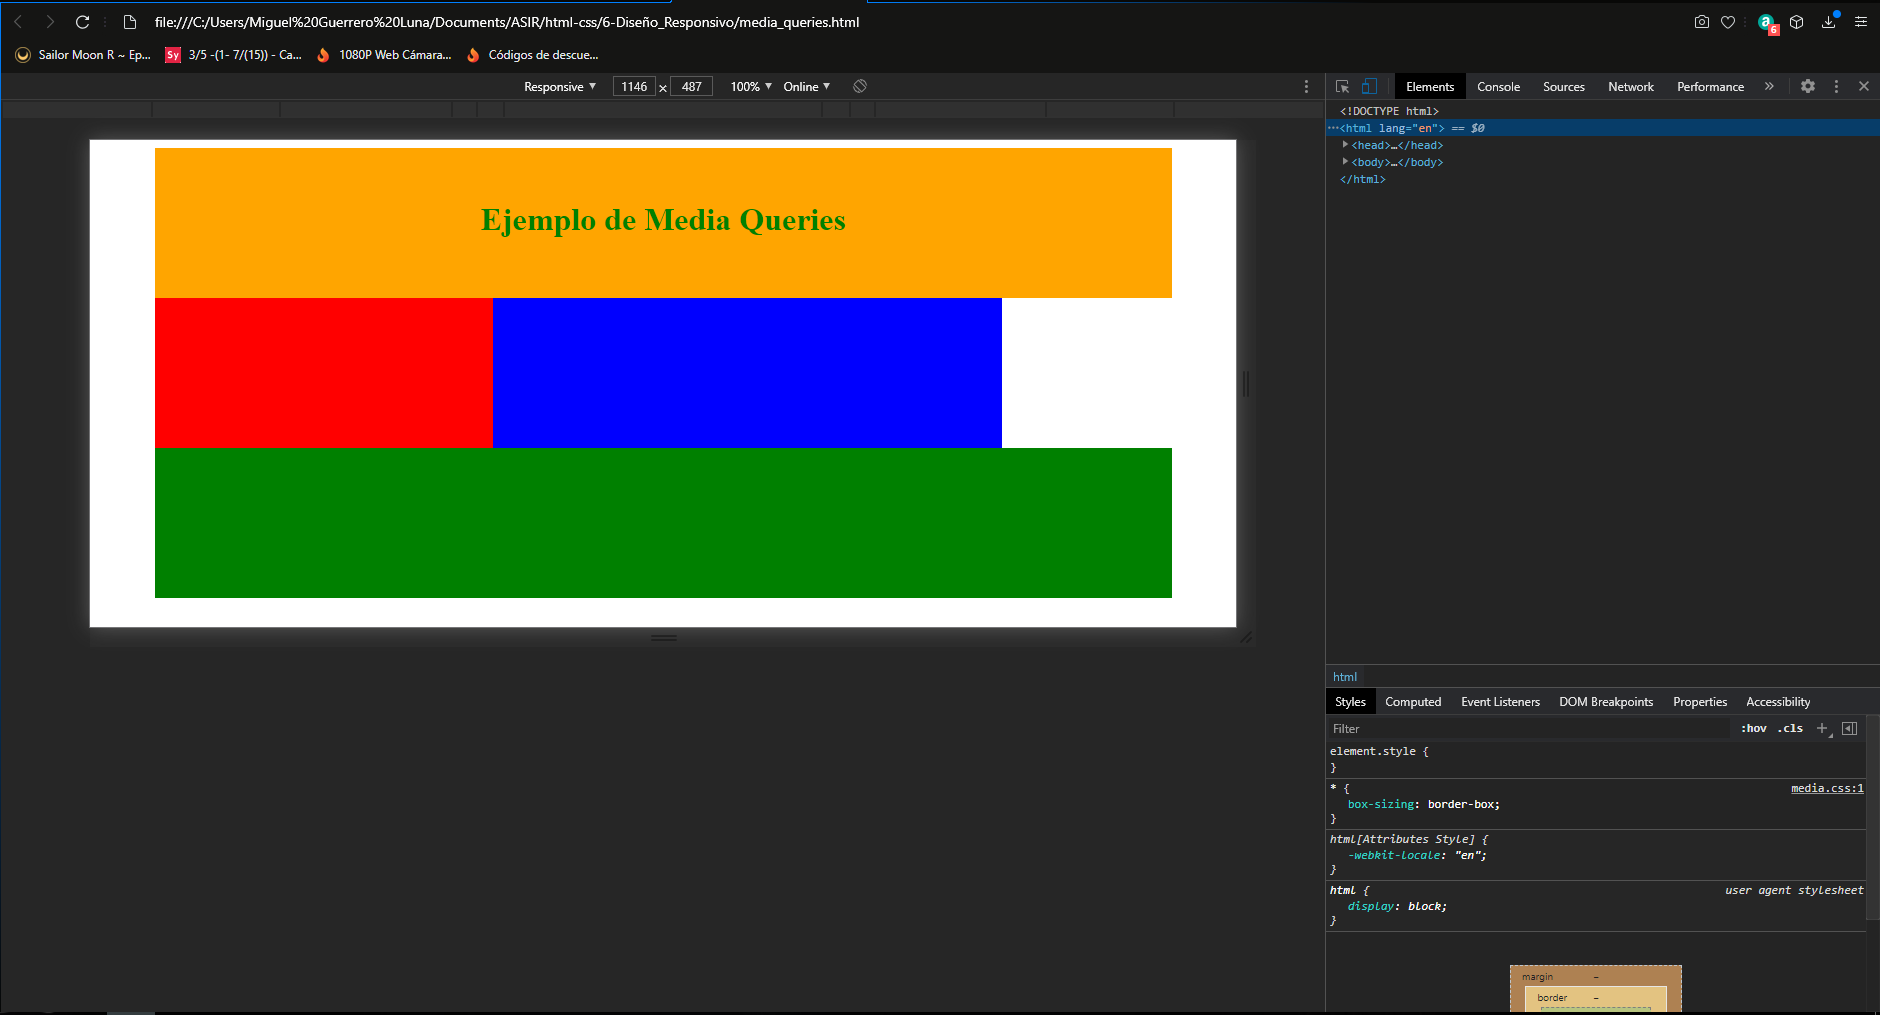 file:///C:/Users/Miguel%20Guerrero%20Luna/Documents/ASIR/html-css/6-Diseño_Responsivo/media_queries.html
6
Sailor Moon R ~ Ep... Sy 3/5 -(1- 7/(15)) - Ca... 1080P Web Cámara... Códigos de descue...
Responsive ▼ 1146 × 487 100% ▼ Online ▼
Elements Console Sources Network Performance »
<!DOCTYPE html>
⋯<html lang="en"> == $0
▶<head>…</head>
▶<body>…</body>
</html>
Ejemplo de Media Queries
html
Styles Computed Event Listeners DOM Breakpoints Properties Accessibility
Filter :hov .cls +
element.style {
}
* { media.css:1
box-sizing: border-box;
}
html[Attributes Style] {
-webkit-locale: "en";
}
html { user agent stylesheet
display: block;
}
margin –
border –